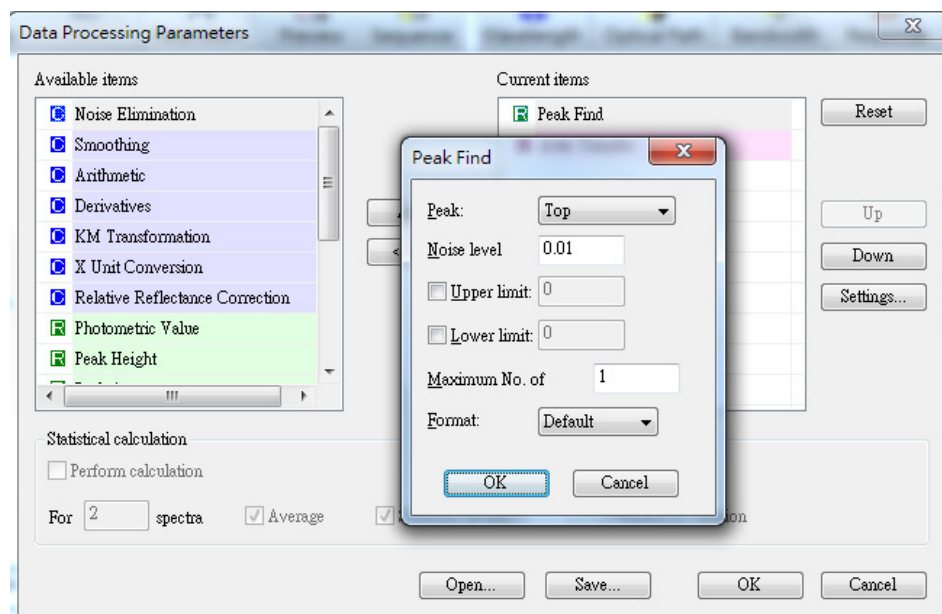 Data Processing Parameters
Available items
Current items
Noise Elimination
Smoothing
Arithmetic
Derivatives
KM Transformation
X Unit Conversion
Relative Reflectance Correction
Photometric Value
Peak Height
Peak Find
Reset
Up
Down
Settings...
Peak Find
Peak: Top
Noise level 0.01
Upper limit: 0
Lower limit: 0
Maximum No. of 1
Format: Default
OK Cancel
Statistical calculation
Perform calculation
For 2 spectra Average
Open... Save... OK Cancel